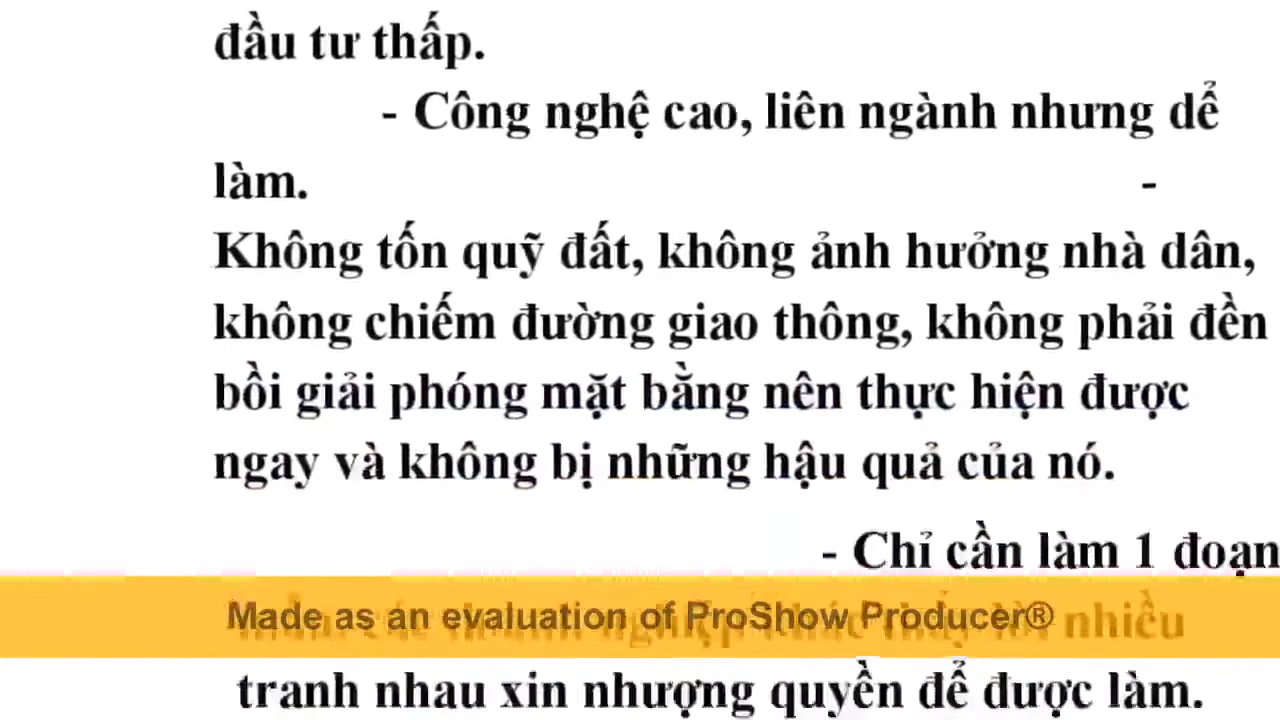 đầu tư thấp.
- Công nghệ cao, liên ngành nhưng dể
làm. -
Không tốn quỹ đất, không ảnh hưởng nhà dân,
không chiếm đường giao thông, không phải đền
bồi giải phóng mặt bằng nên thực hiện được
ngay và không bị những hậu quả của nó.
- Chỉ cần làm 1 đoạn
Made as an evaluation of ProShow Producer®
nhiều
tranh nhau xin nhượng quyền để được làm.